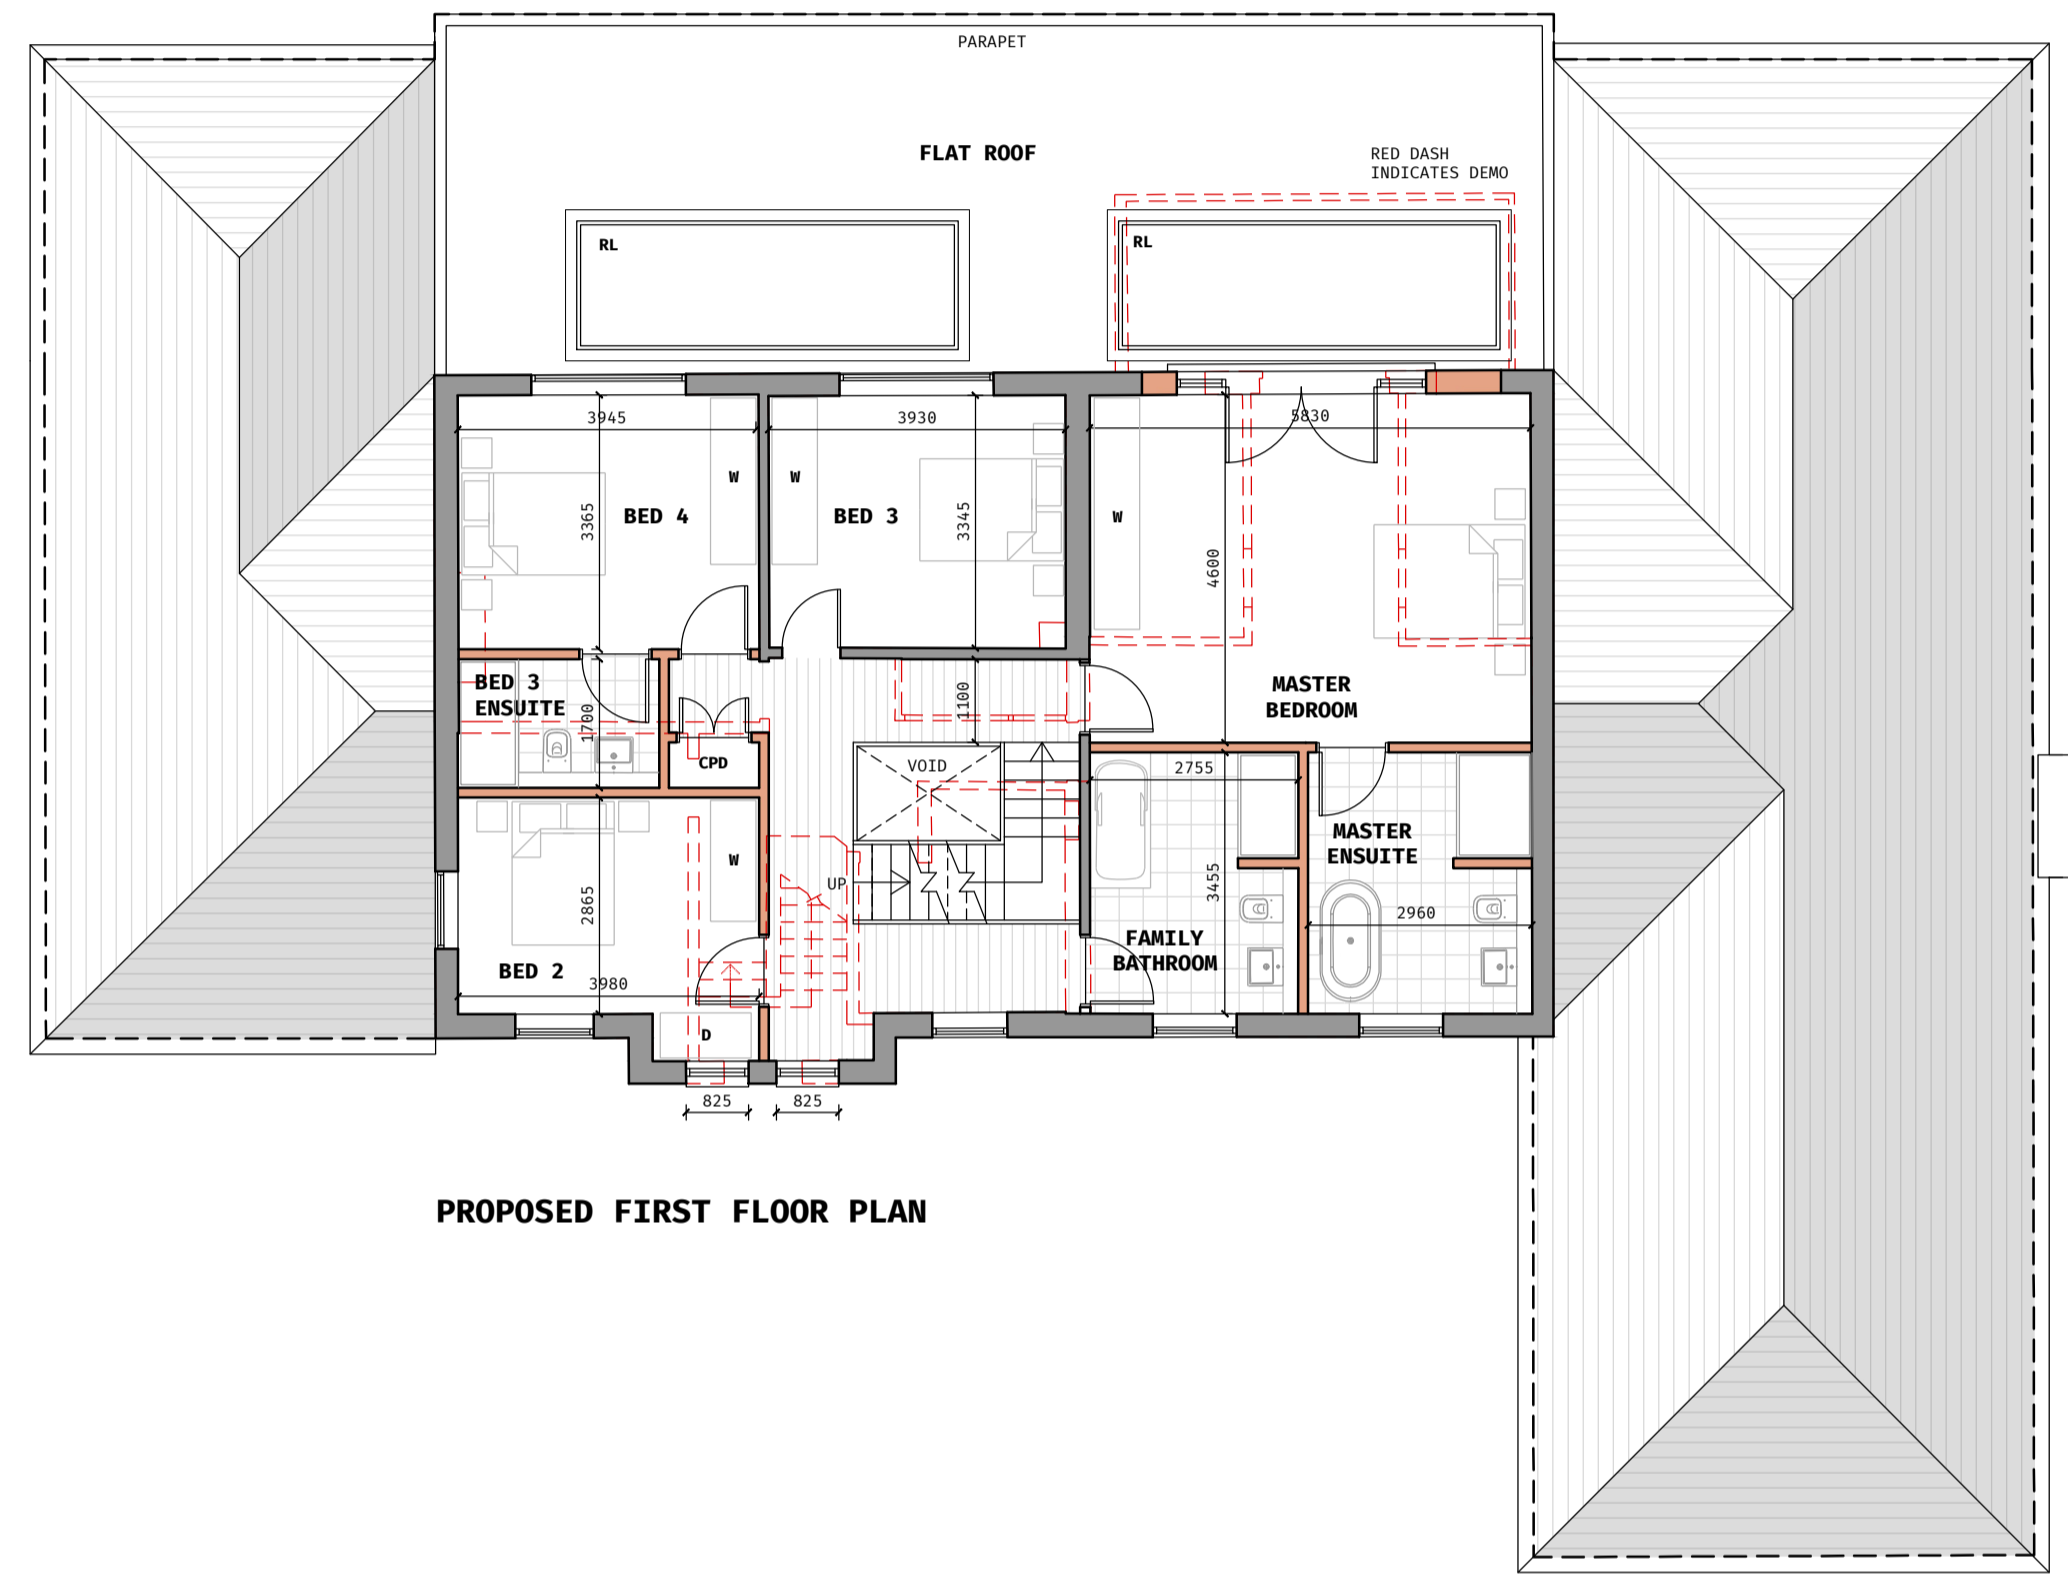 PARAPET
FLAT ROOF
RED DASH
INDICATES DEMO
RL
RL
3945
3930
5830
W
W
W
BED 4
BED 3
3365
3345
4600
BED 3
ENSUITE
1700
1100
MASTER
BEDROOM
CPD
VOID
2755
MASTER
ENSUITE
W
UP
2865
3455
2960
FAMILY
BATHROOM
BED 2
3980
D
825
825
PROPOSED FIRST FLOOR PLAN